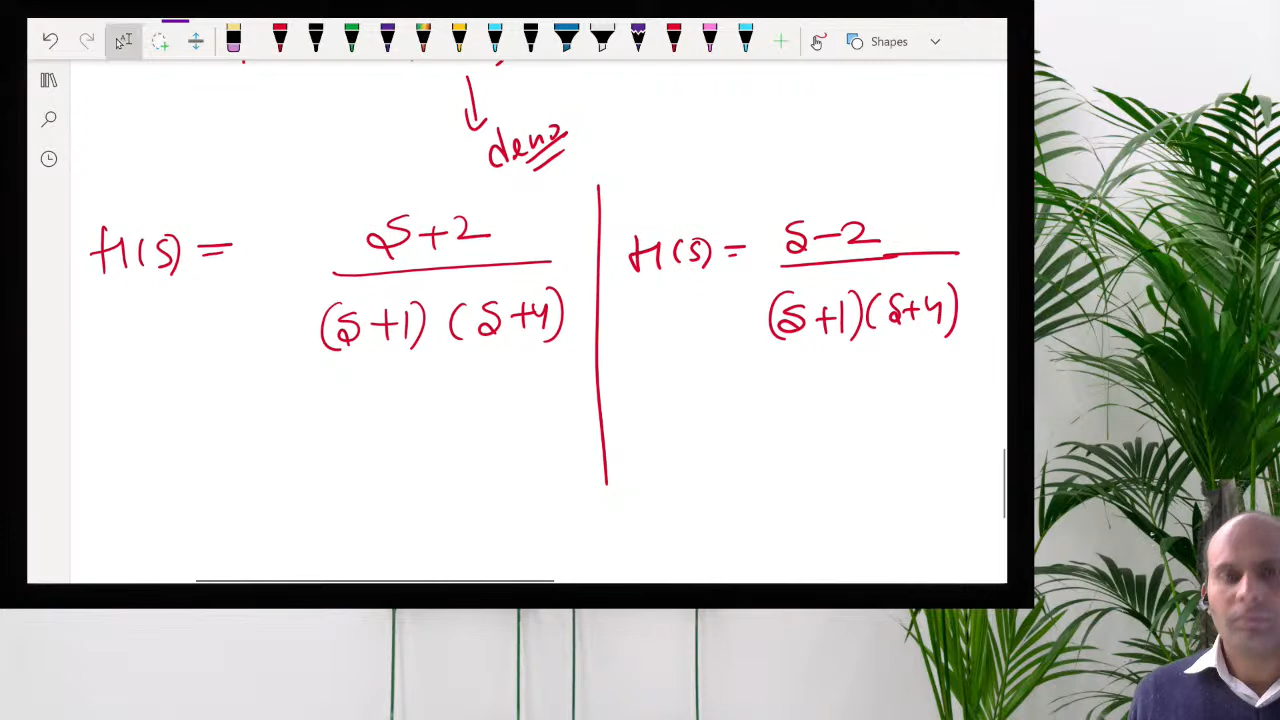 Shapes
deno
H(s) = S+2
(S+1) (S+4)
H(s) = S-2
(S+1)(S+4)